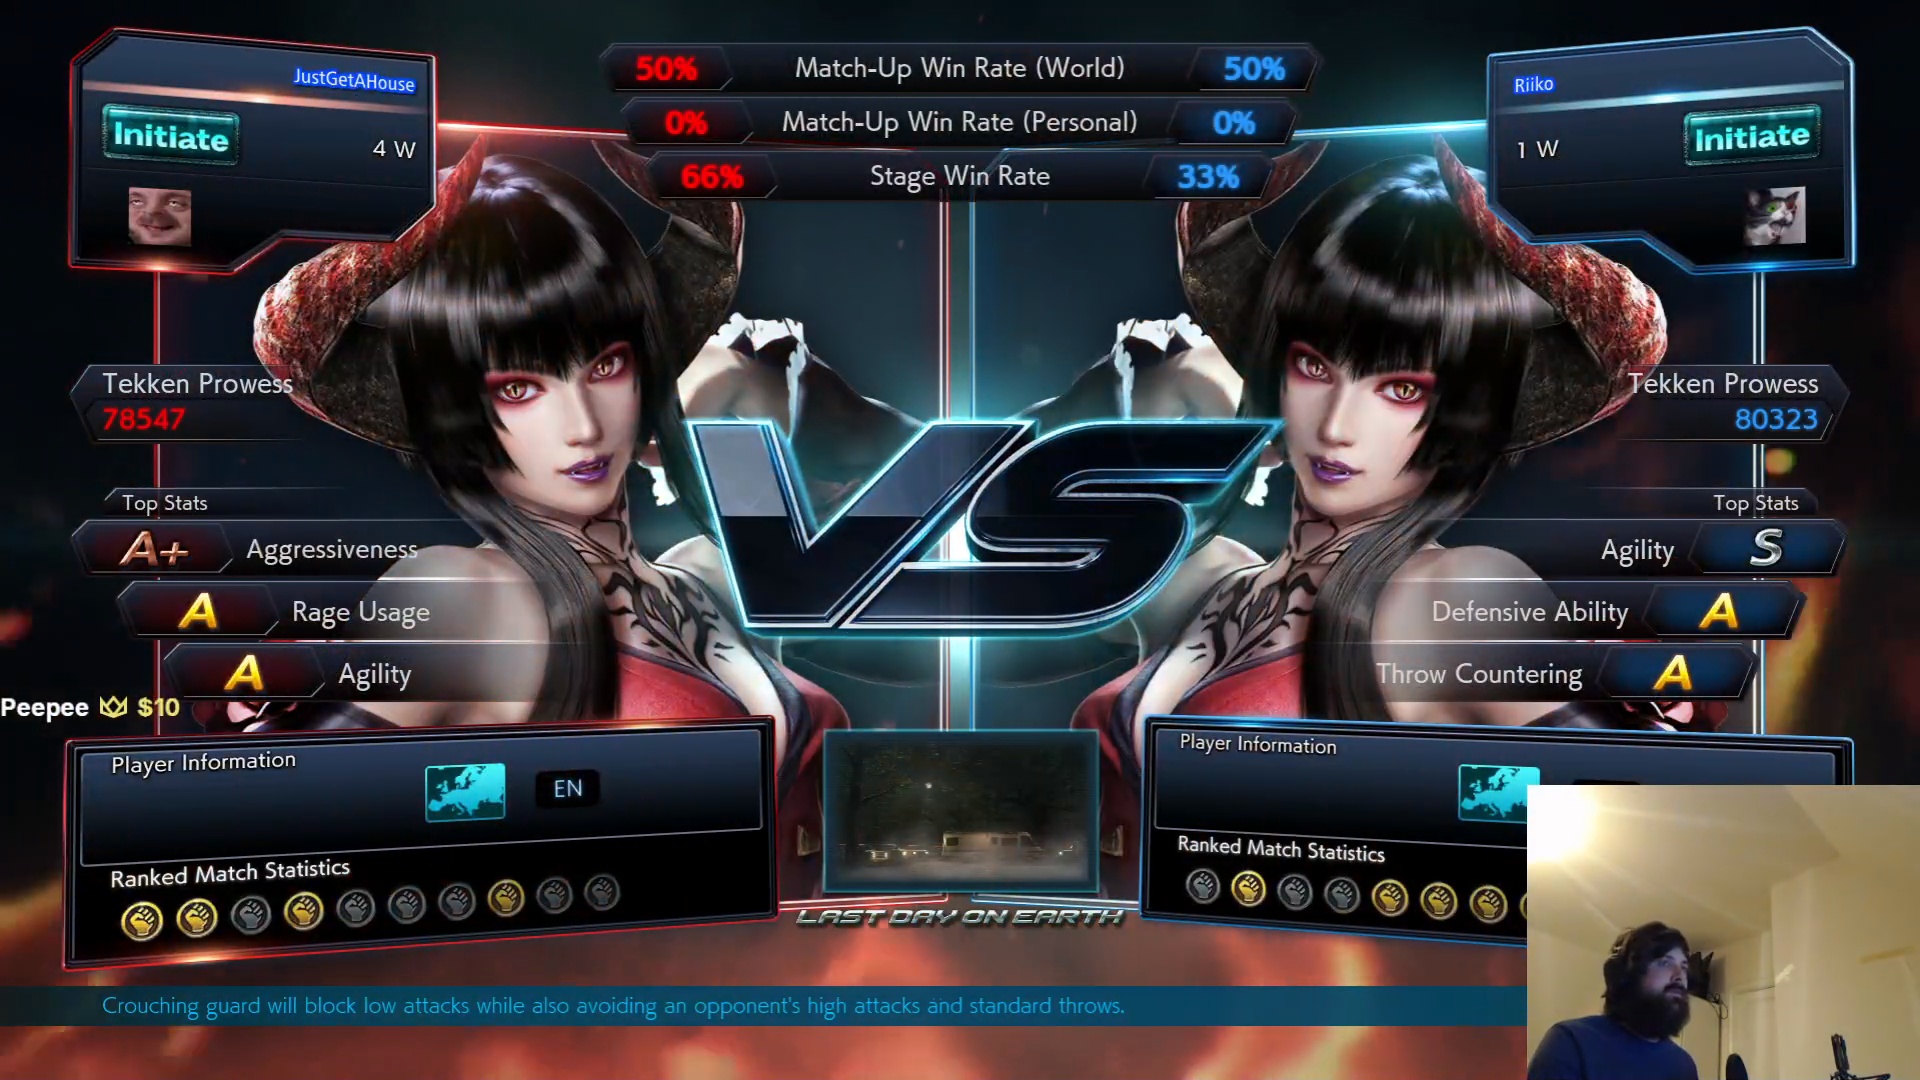 JustGetAHouse
Initiate
4 W
50% Match-Up Win Rate (World) 50%
0% Match-Up Win Rate (Personal) 0%
66% Stage Win Rate 33%
Riiko
1 W
Initiate
Tekken Prowess
78547
Tekken Prowess
80323
VS
Top Stats
A+ Aggressiveness
A Rage Usage
A Agility
Top Stats
Agility S
Defensive Ability A
Throw Countering A
Peepee $10
Player Information
EN
Ranked Match Statistics
Player Information
Ranked Match Statistics
LAST DAY ON EARTH
Crouching guard will block low attacks while also avoiding an opponent's high attacks and standard throws.